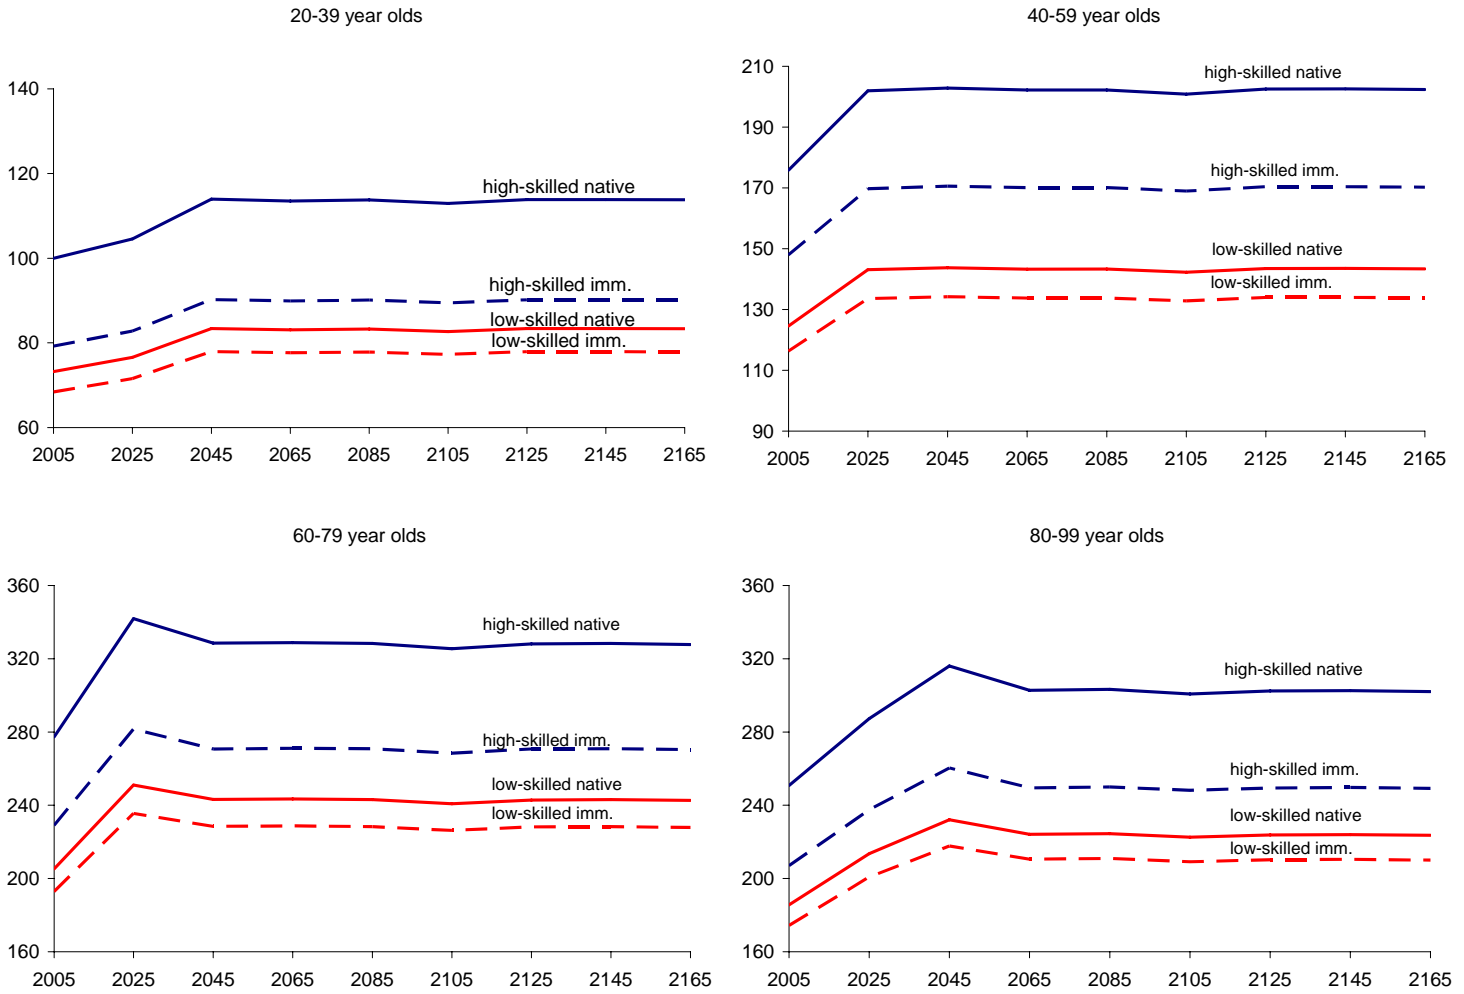 20-39 year olds
140
120
100
80
60
high-skilled native
high-skilled imm.
low-skilled native
low-skilled imm.
2005 2025 2045 2065 2085 2105 2125 2145 2165
40-59 year olds
210
190
170
150
130
110
90
high-skilled native
high-skilled imm.
low-skilled native
low-skilled imm.
2005 2025 2045 2065 2085 2105 2125 2145 2165
60-79 year olds
360
320
280
240
200
160
high-skilled native
high-skilled imm.
low-skilled native
low-skilled imm.
2005 2025 2045 2065 2085 2105 2125 2145 2165
80-99 year olds
360
320
280
240
200
160
high-skilled native
high-skilled imm.
low-skilled native
low-skilled imm.
2005 2025 2045 2065 2085 2105 2125 2145 2165